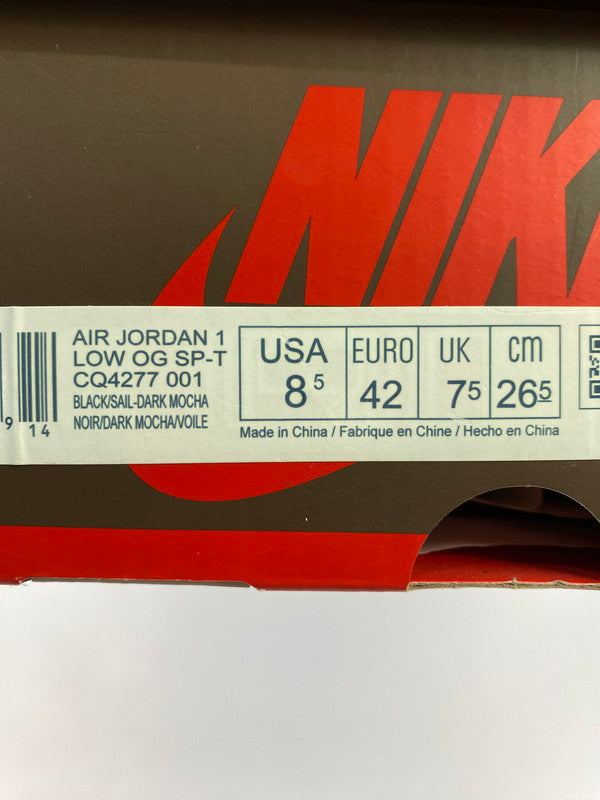 NIK
AIR JORDAN 1
LOW OG SP-T
CQ4277 001
BLACK/SAIL-DARK MOCHA
NOIR/DARK MOCHA/VOILE
9 14
USA EURO UK cm
8 5 42 7 5 26 5
Made in China / Fabrique en Chine / Hecho en China